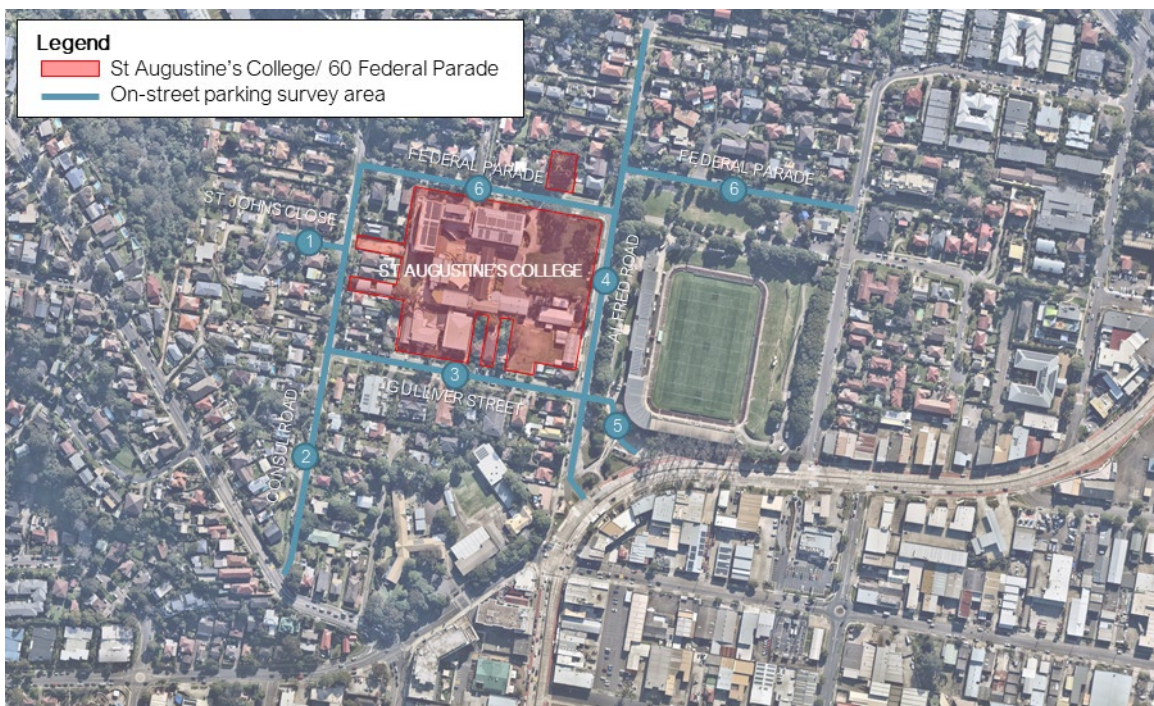 Legend
St Augustine's College/ 60 Federal Parade
On-street parking survey area
FEDERAL PARADE
6
FEDERAL PARADE
6
ST JOHNS CLOSE
1
ST AUGUSTINE'S COLLEGE
4
ALFRED ROAD
3
GULLIVER STREET
5
CONSUL ROAD
2